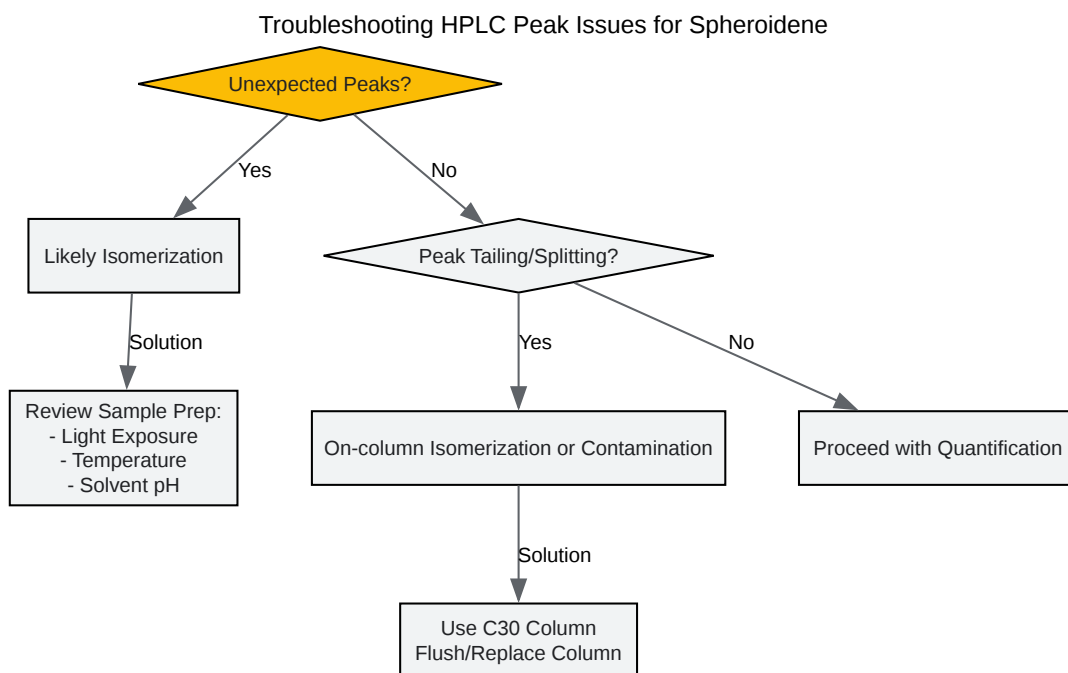 Troubleshooting HPLC Peak Issues for Spheroidene
Unexpected Peaks?
Yes
No
Likely Isomerization
Peak Tailing/Splitting?
Solution
Yes
No
Review Sample Prep:
- Light Exposure
- Temperature
- Solvent pH
On-column Isomerization or Contamination
Proceed with Quantification
Solution
Use C30 Column
Flush/Replace Column